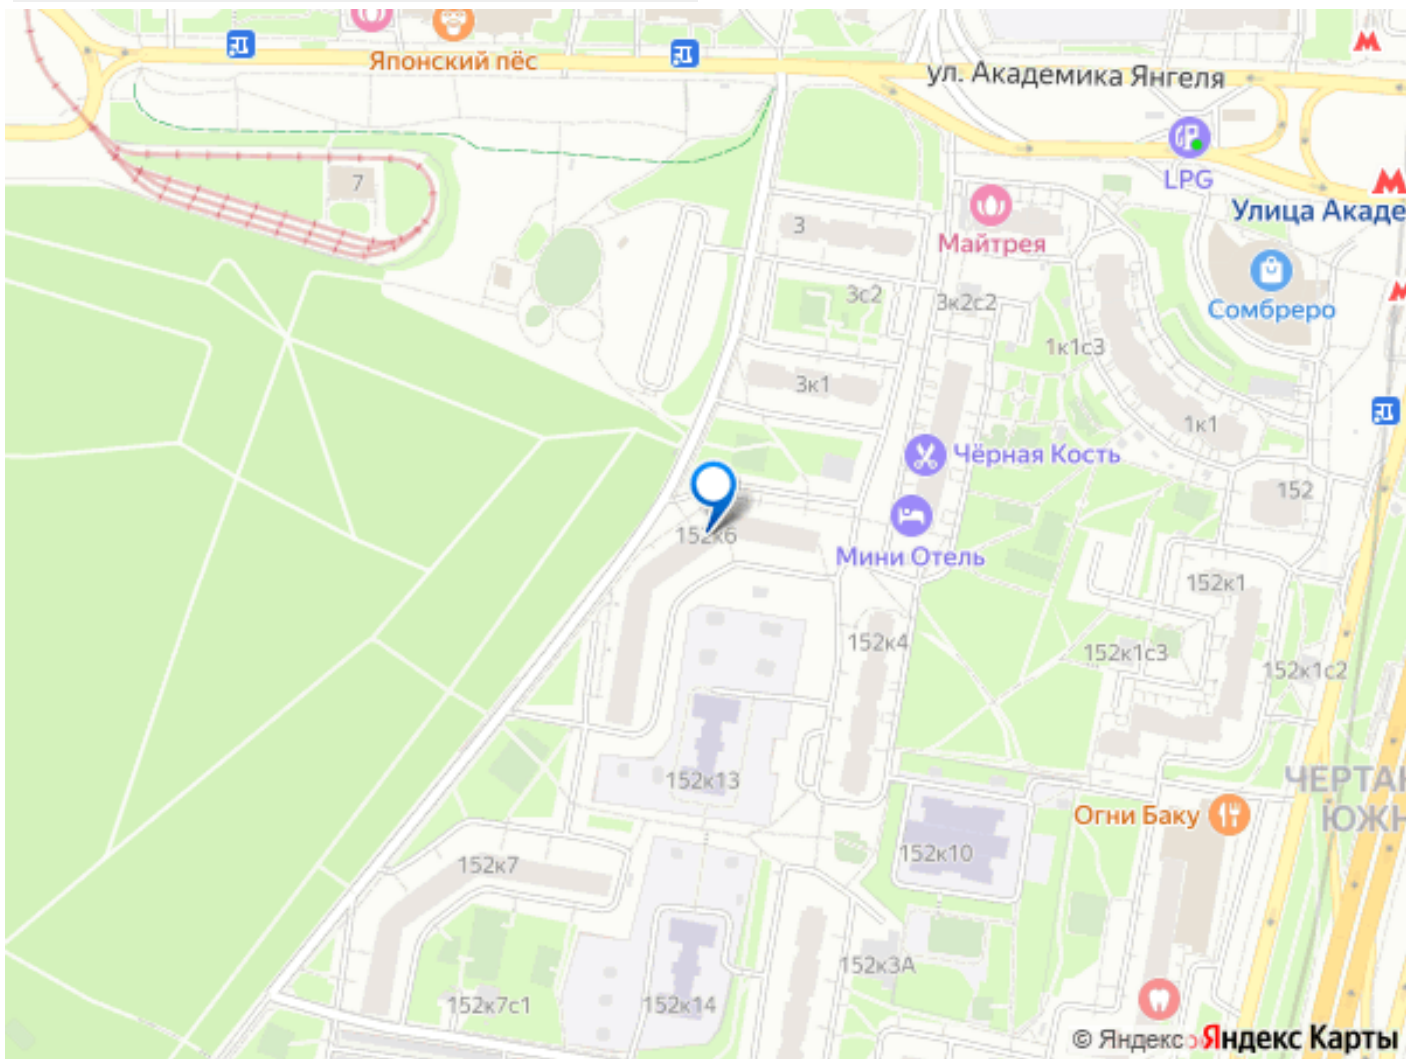 Японский пёс
ул. Академика Янгеля
LPG
7
Улица Акаде
Майтрея
3
Сомбреро
3с2
3к2с2
1к1с3
3к1
1к1
Чёрная Кость
152
152к6
Мини Отель
152к1
152к4
152к1с3
152к1с2
152к13
ЧЕРТАН
ЮЖН
Огни Баку
152к10
152к7
152к3А
152к7с1
152к14
© Яндекс
Яндекс Карты